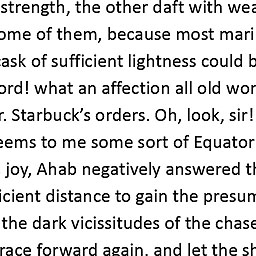 strength, the other daft with wea
ome of them, because most mari
cask of sufficient lightness could b
ord! what an affection all old wor
r. Starbuck’s orders. Oh, look, sir!
eems to me some sort of Equator
joy, Ahab negatively answered th
icient distance to gain the presum
the dark vicissitudes of the chase
race forward again, and let the sh